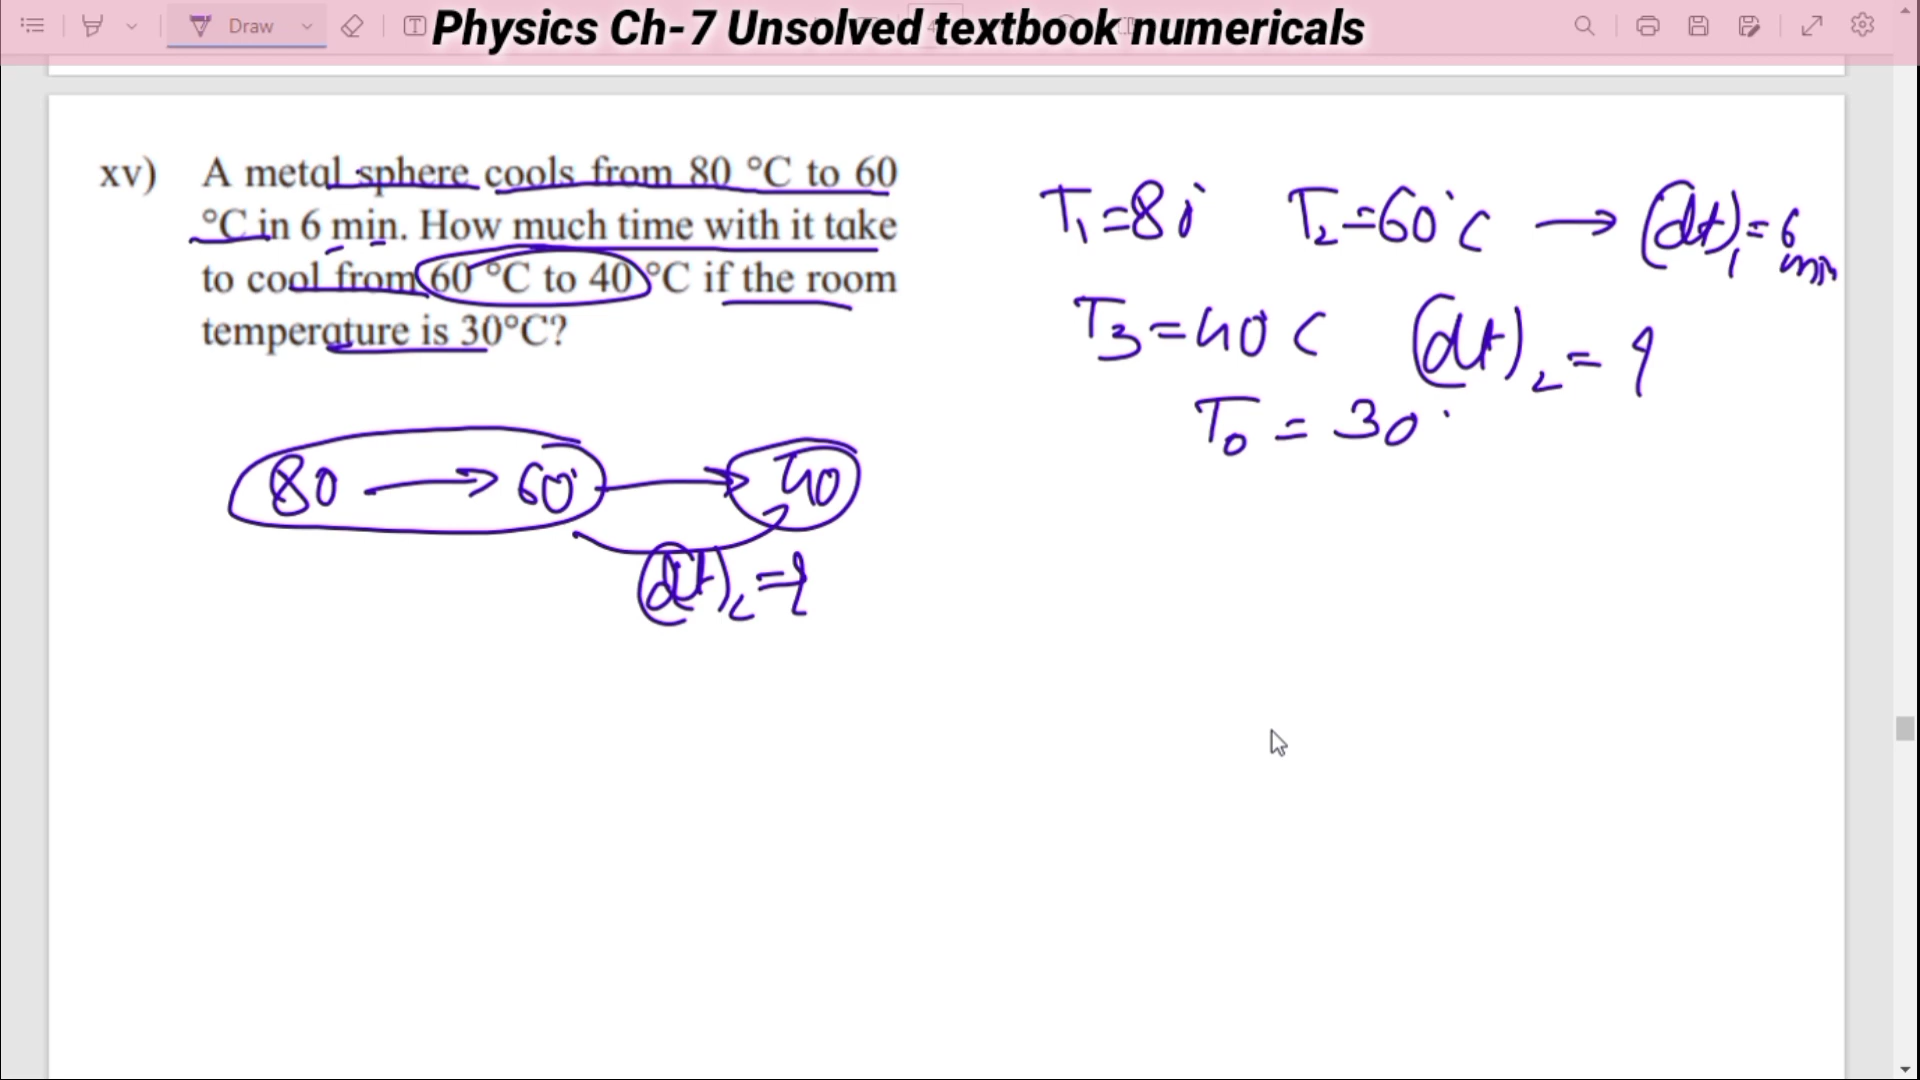 Draw
Physics Ch-7 Unsolved textbook numericals
xv) A metal sphere cools from 80 °C to 60
°C in 6 min. How much time with it take
to cool from 60 °C to 40 °C if the room
temperature is 30°C?
T₁=80° T₂=60°C → (dt)₁=6 min
T₃=40°C (dt)₂=?
T₀ = 30°
80 → 60 → 40
(dt)₂=?